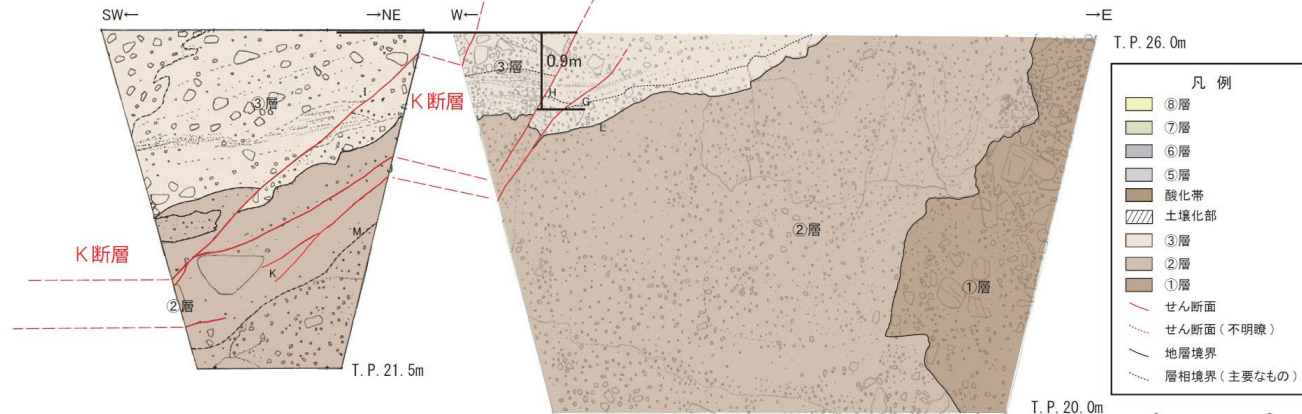 SW←
→NE
W←
→E
T.P. 26.0m
0.9m
③層
③層
K断層
K断層
I
H
G
L
J
M
K
②層
②層
①層
T.P. 21.5m
T.P. 20.0m
凡 例
⑧層
⑦層
⑥層
⑤層
酸化帯
土壌化部
③層
②層
①層
せん断面
せん断面(不明瞭)
地層境界
層相境界(主要なもの)